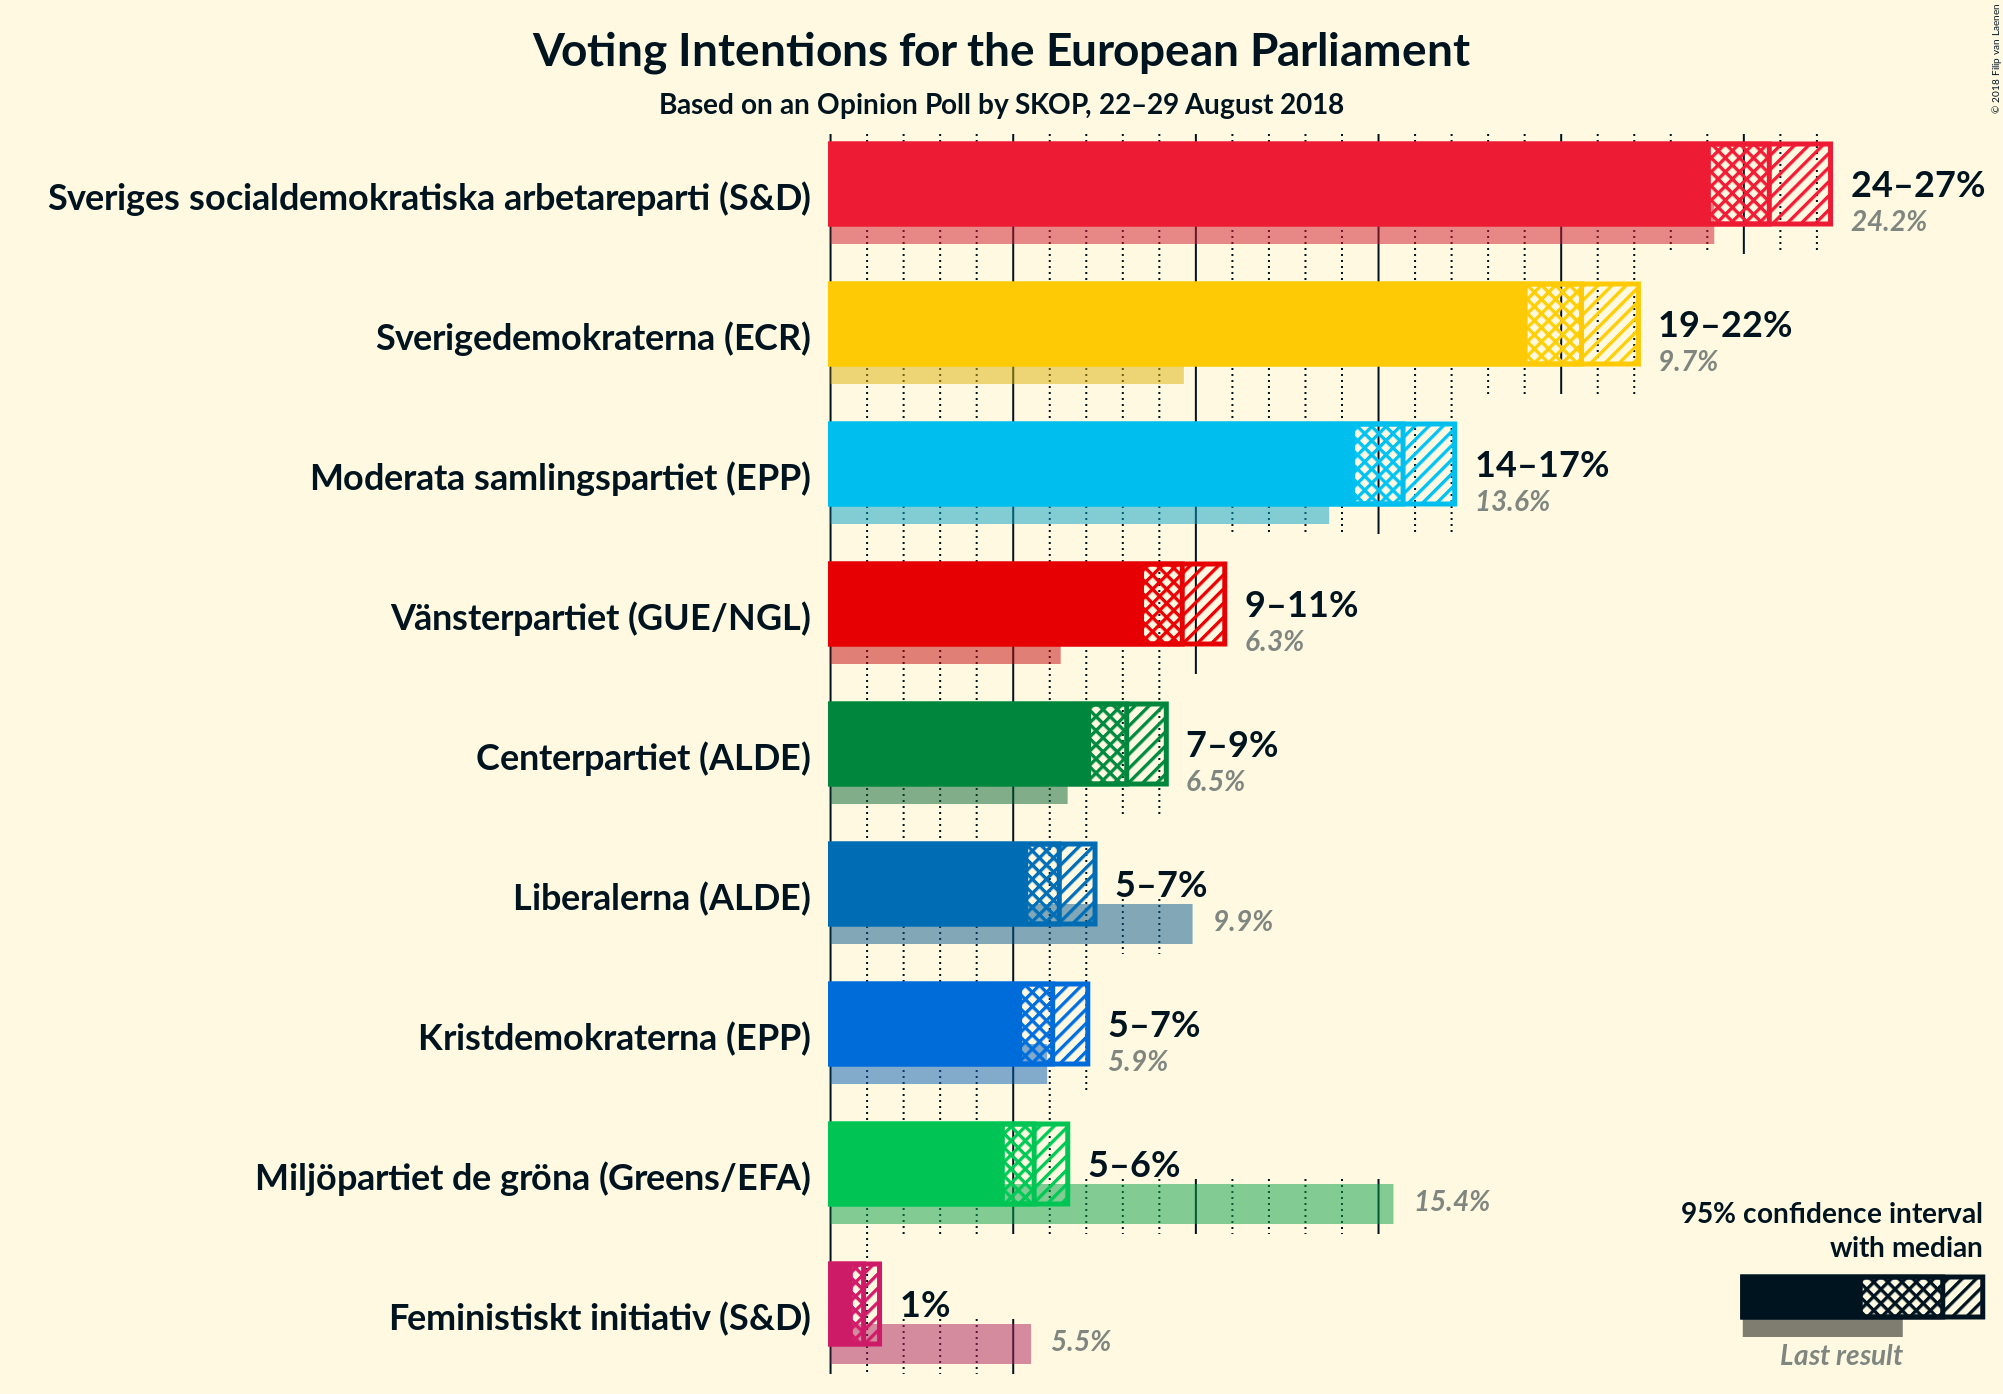 Voting Intentions for the European Parliament
Based on an Opinion Poll by SKOP, 22–29 August 2018
© 2018 Filip van Laenen
Sveriges socialdemokratiska arbetareparti (S&D)
24–27%
24.2%
Sverigedemokraterna (ECR)
19–22%
9.7%
Moderata samlingspartiet (EPP)
14–17%
13.6%
Vänsterpartiet (GUE/NGL)
9–11%
6.3%
Centerpartiet (ALDE)
7–9%
6.5%
Liberalerna (ALDE)
5–7%
9.9%
Kristdemokraterna (EPP)
5–7%
5.9%
Miljöpartiet de gröna (Greens/EFA)
5–6%
15.4%
Feministiskt initiativ (S&D)
1%
5.5%
95% confidence interval
with median
Last result